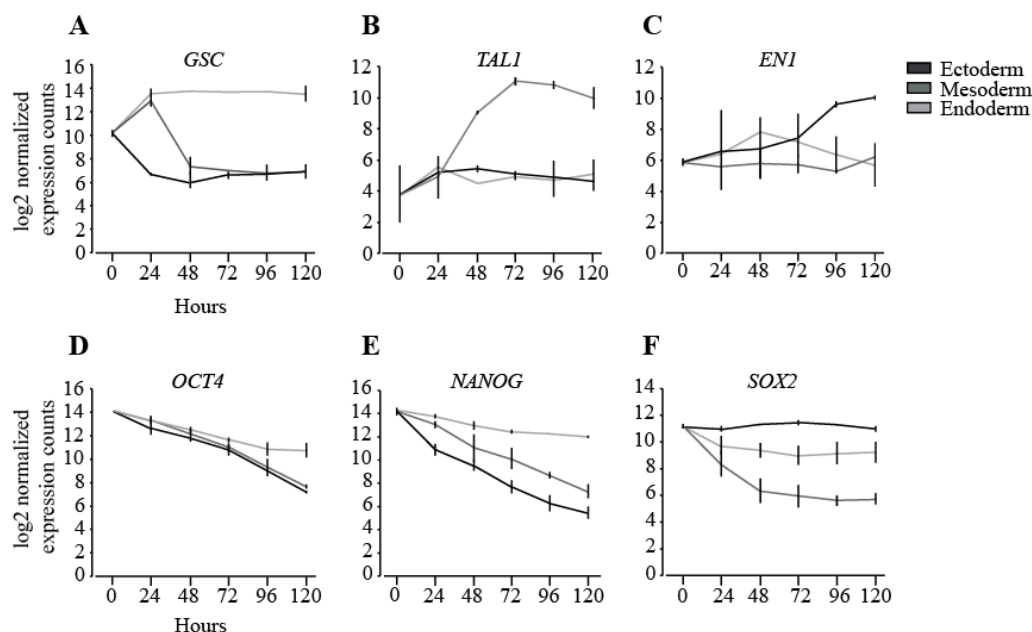 A
B
C
GSC
TAL1
EN1
Ectoderm
Mesoderm
Endoderm
log2 normalized
expression counts
16
14
12
10
8
6
4
2
0
0 24 48 72 96 120
Hours
12
10
8
6
4
2
0
0 24 48 72 96 120
12
10
8
6
4
2
0
0 24 48 72 96 120
D
E
F
OCT4
NANOG
SOX2
log2 normalized
expression counts
16
14
12
10
8
6
4
2
0
0 24 48 72 96 120
Hours
16
14
12
10
8
6
4
2
0
0 24 48 72 96 120
14
12
10
8
6
4
2
0
0 24 48 72 96 120